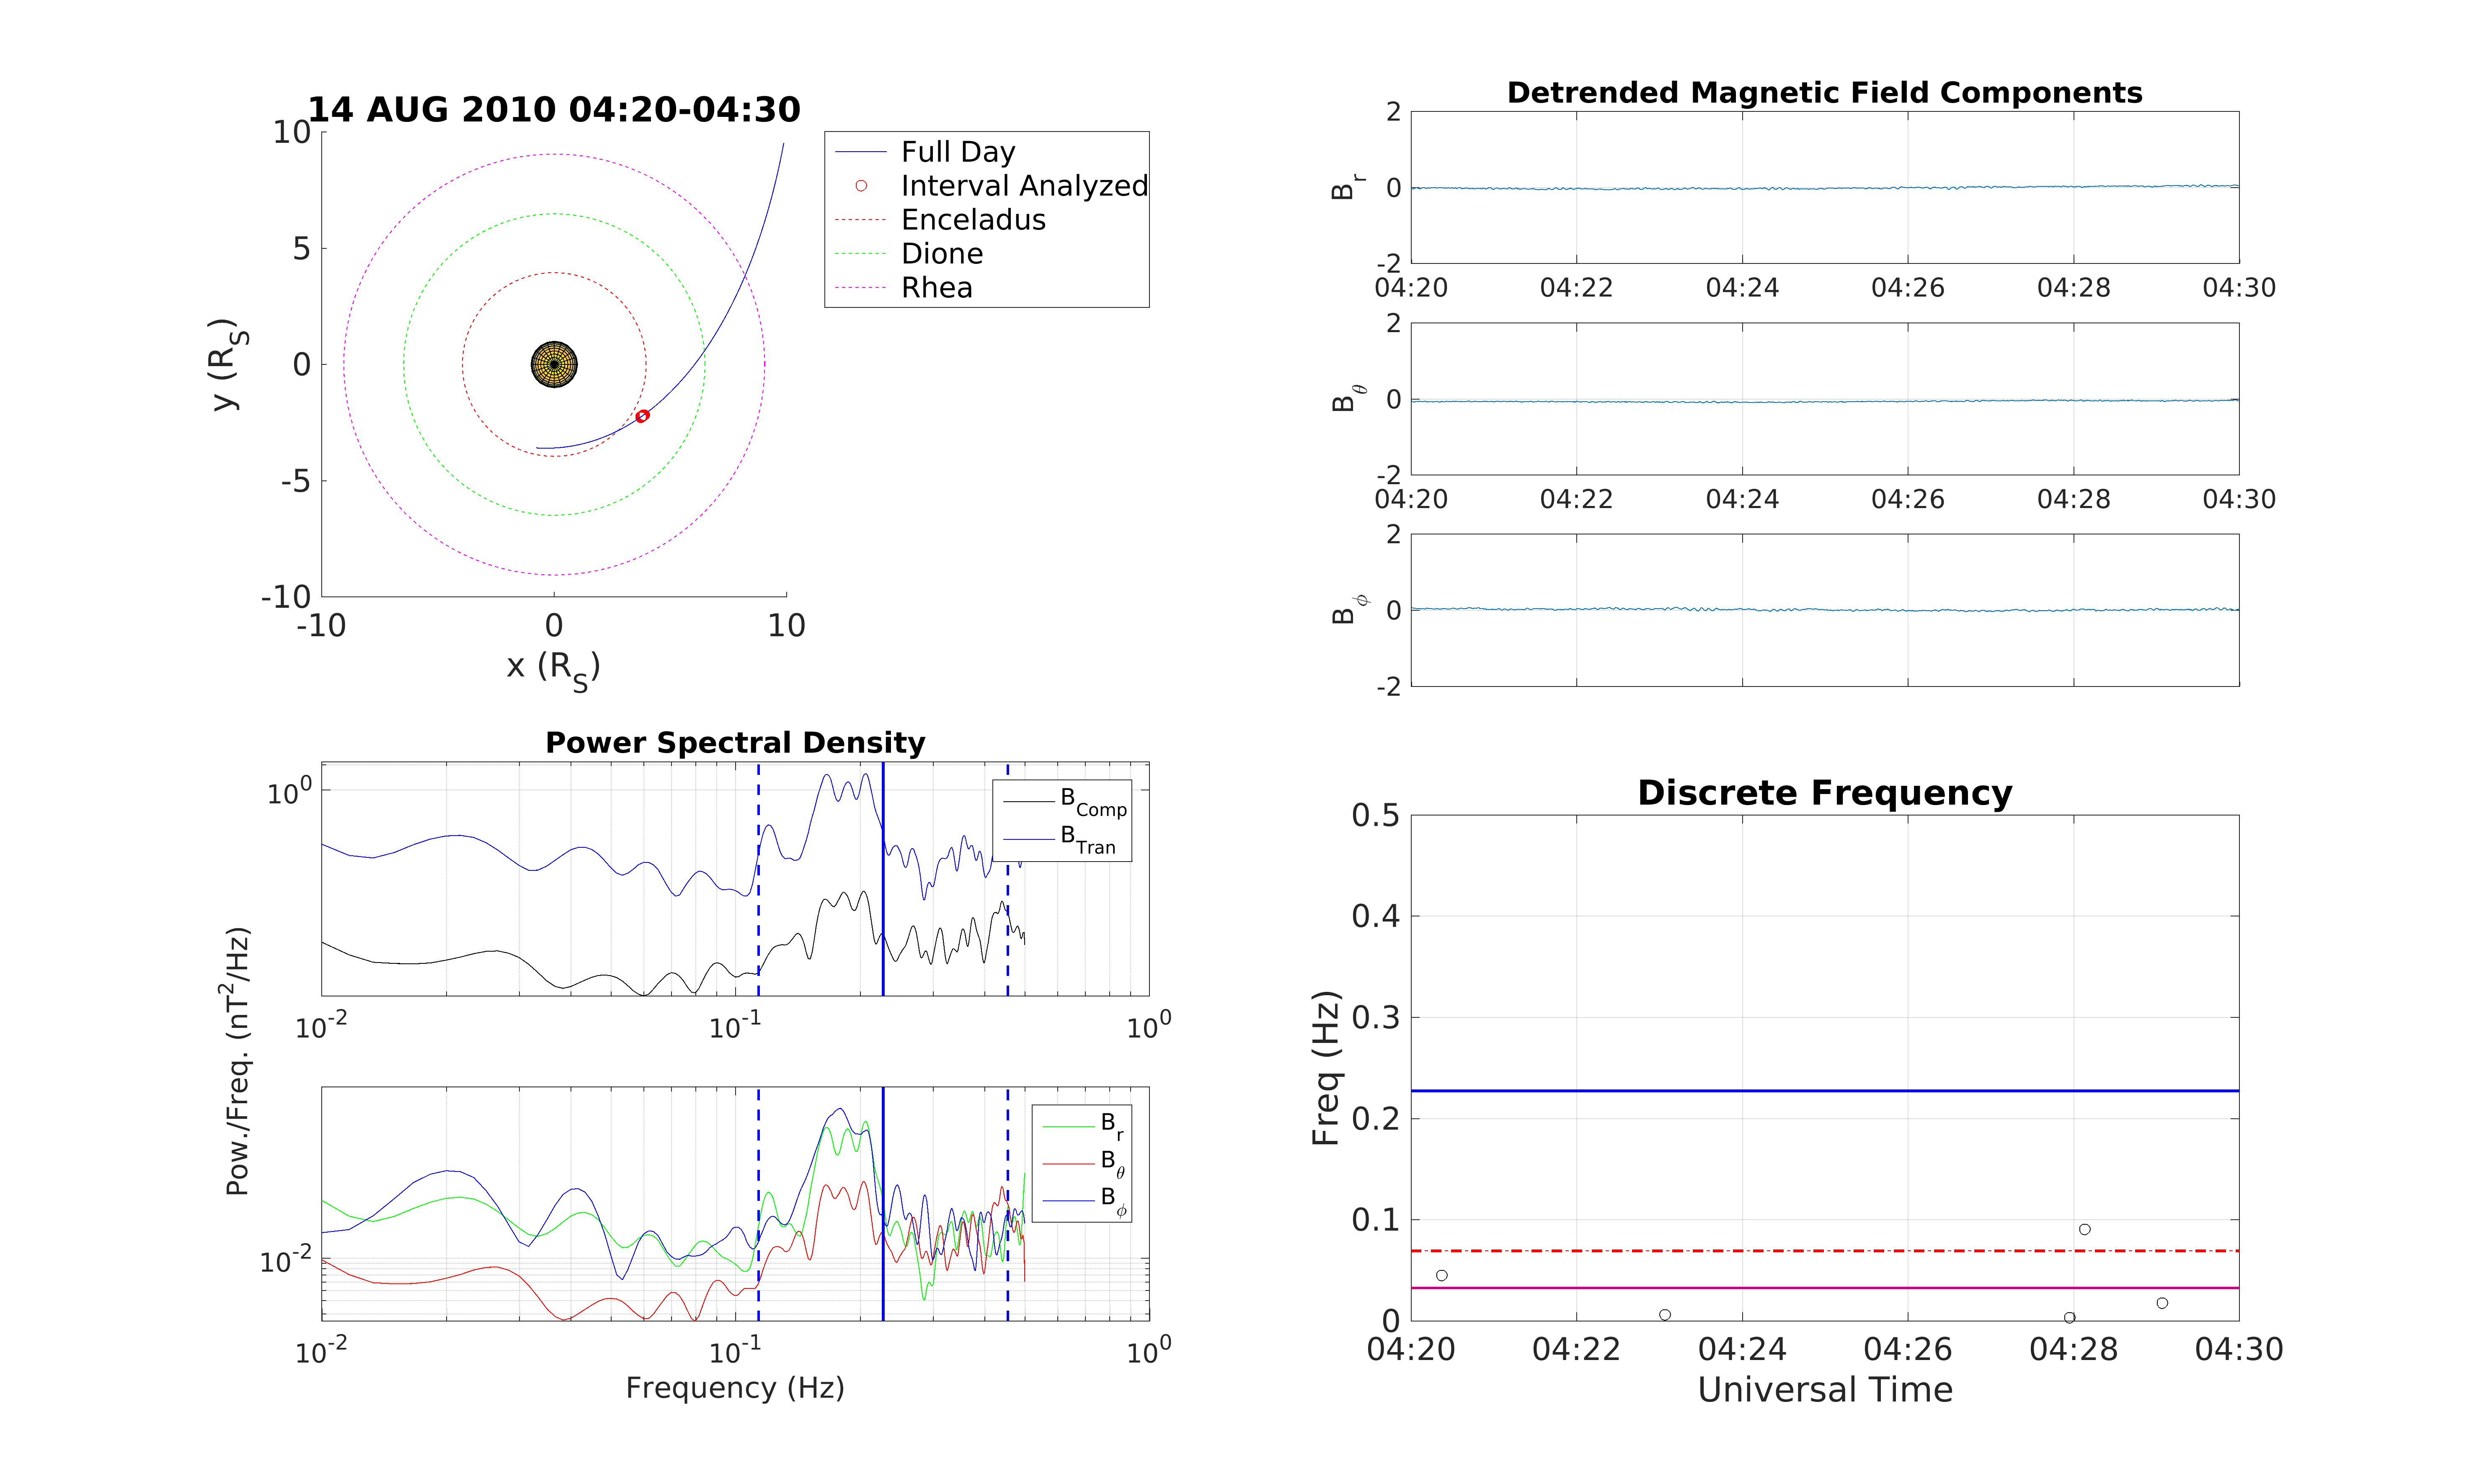 14 AUG 2010 04:20-04:30
10
5
0
-5
-10
-10 0 10
y (R_S)
x (R_S)
Full Day
Interval Analyzed
Enceladus
Dione
Rhea
Detrended Magnetic Field Components
2
0
-2
B_r
04:20 04:22 04:24 04:26 04:28 04:30
2
0
-2
B_θ
04:20 04:22 04:24 04:26 04:28 04:30
2
0
-2
B_ϕ
Power Spectral Density
10^0
B_Comp
B_Tran
10^-2 10^-1 10^0
Pow./Freq. (nT^2/Hz)
10^-2
B_r
B_θ
B_ϕ
10^-2 10^-1 10^0
Frequency (Hz)
Discrete Frequency
0.5
0.4
0.3
0.2
0.1
0
Freq (Hz)
04:20 04:22 04:24 04:26 04:28 04:30
Universal Time